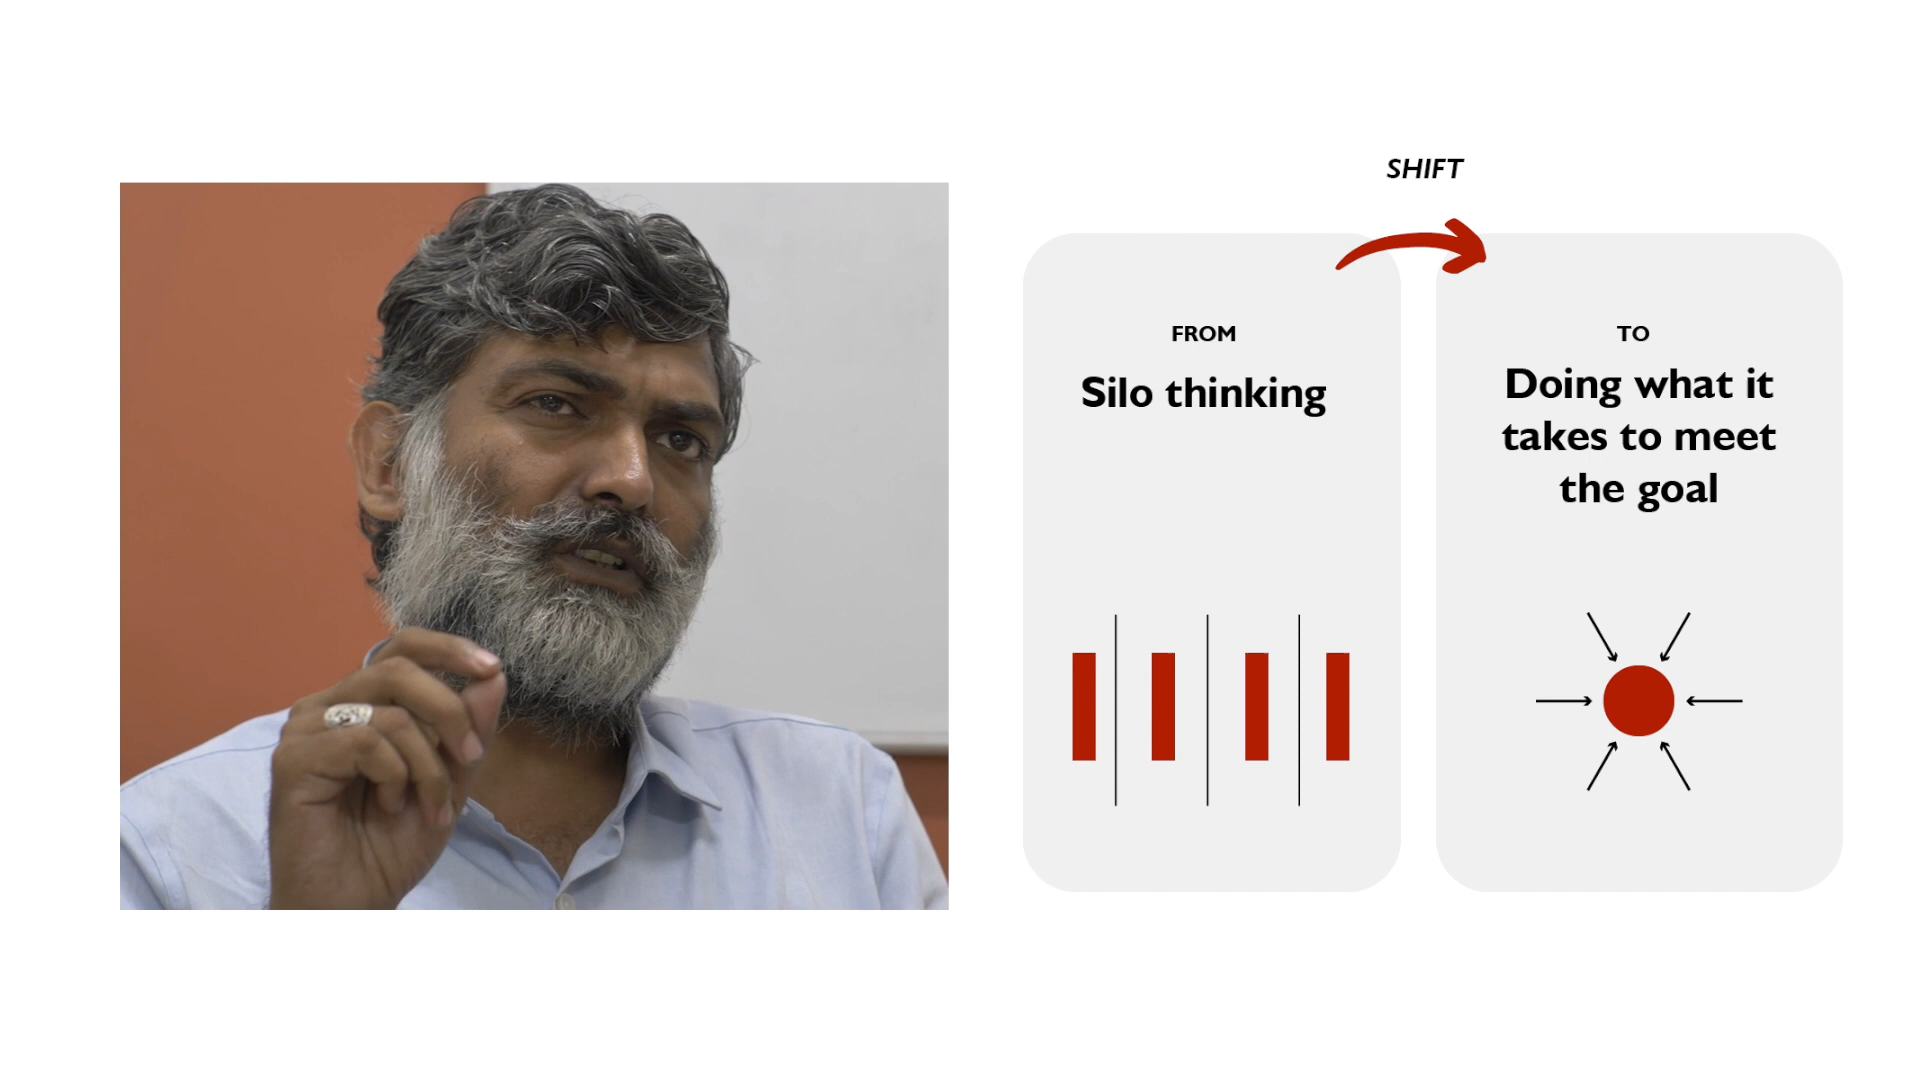 SHIFT
FROM
Silo thinking
TO
Doing what it
takes to meet
the goal